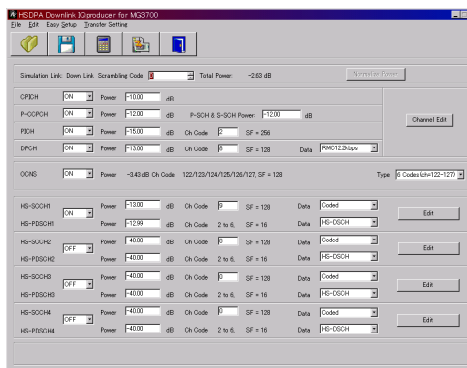 HSDPA Downlink IQproducer for MG3700
File Edit Easy Setup Transfer Setting
Simulation Link: Down Link Scrambling Code 0 Total Power: -2.63 dB Normalize Power
CPICH ON Power -10.00 dB
P-CCPCH ON Power -12.00 dB P-SCH & S-SCH Power: -12.00 dB Channel Edit
PICH ON Power -15.00 dB Ch Code 2 SF = 256
DPCH ON Power -13.00 dB Ch Code 8 SF = 128 Data RMC12.2kbps
OCNS ON Power -3.43 dB Ch Code 122/123/124/125/126/127, SF = 128 Type 6 Codes(ch=122-127)
HS-SCCH1 ON Power -13.00 dB Ch Code 9 SF = 128 Data Coded Edit
HS-PDSCH1 Power -12.99 dB Ch Code 2 to 6, SF = 16 Data HS-DSCH
HS-SCCH2 OFF Power -40.00 dB Ch Code 0 SF = 128 Data Coded Edit
HS-PDSCH2 Power -40.00 dB Ch Code 2 to 6, SF = 16 Data HS-DSCH
HS-SCCH3 OFF Power -40.00 dB Ch Code 0 SF = 128 Data Coded Edit
HS-PDSCH3 Power -40.00 dB Ch Code 2 to 6, SF = 16 Data HS-DSCH
HS-SCCH4 OFF Power -40.00 dB Ch Code 0 SF = 128 Data Coded Edit
HS-PDSCH4 Power -40.00 dB Ch Code 2 to 6, SF = 16 Data HS-DSCH